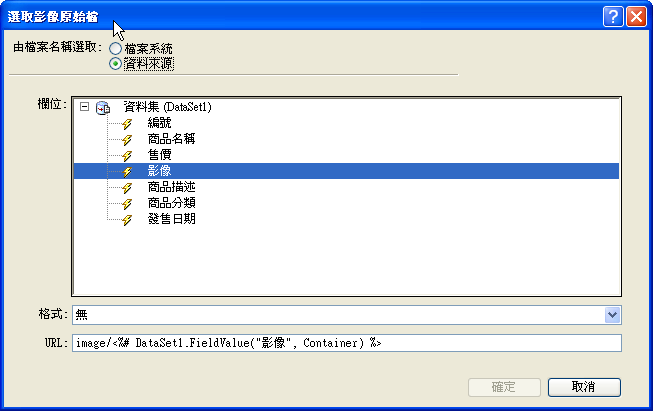 選取影像原始檔
由檔案名稱選取: 檔案系統
資料來源
欄位: 資料集 (DataSet1)
編號
商品名稱
售價
影像
商品描述
商品分類
發售日期
格式: 無
URL: image/<%# DataSet1.FieldValue("影像", Container) %>
確定 取消